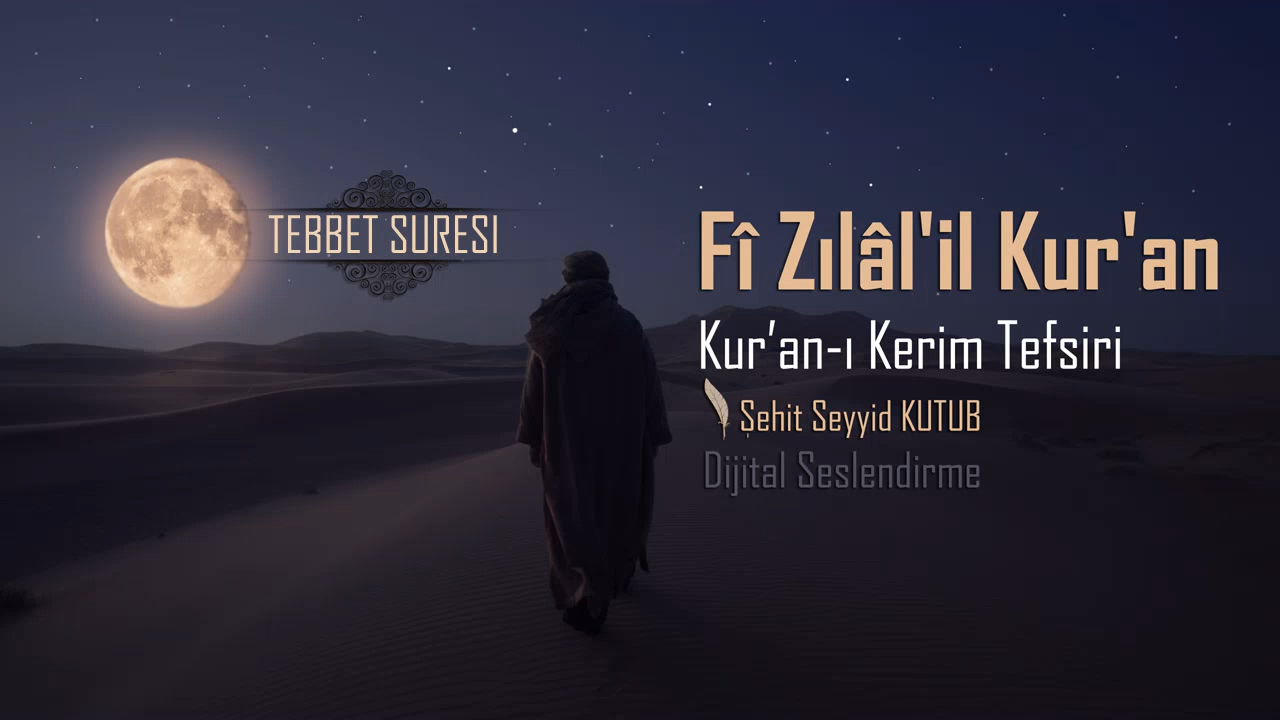 TEBBET SURESI
Fî Zılâl'il Kur'an
Kur’an-ı Kerim Tefsiri
Şehit Seyyid KUTUB
Dijital Seslendirme